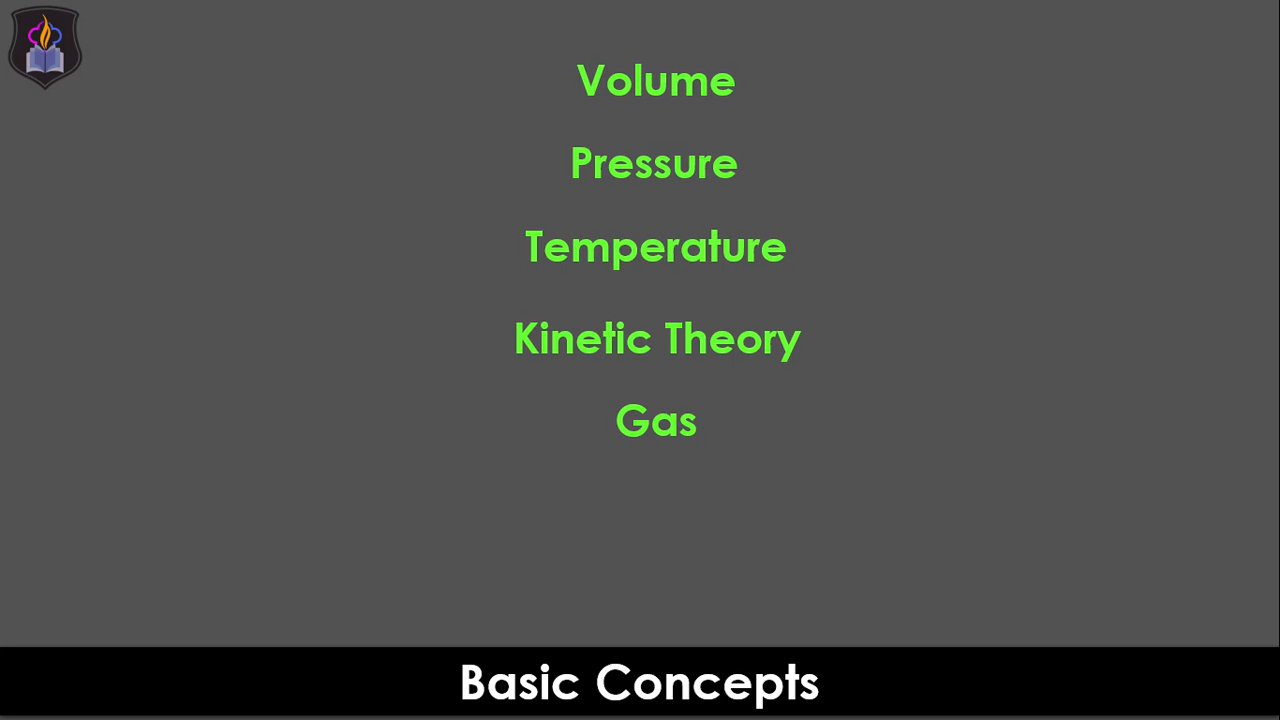 Volume
Pressure
Temperature
Kinetic Theory
Gas
Basic Concepts